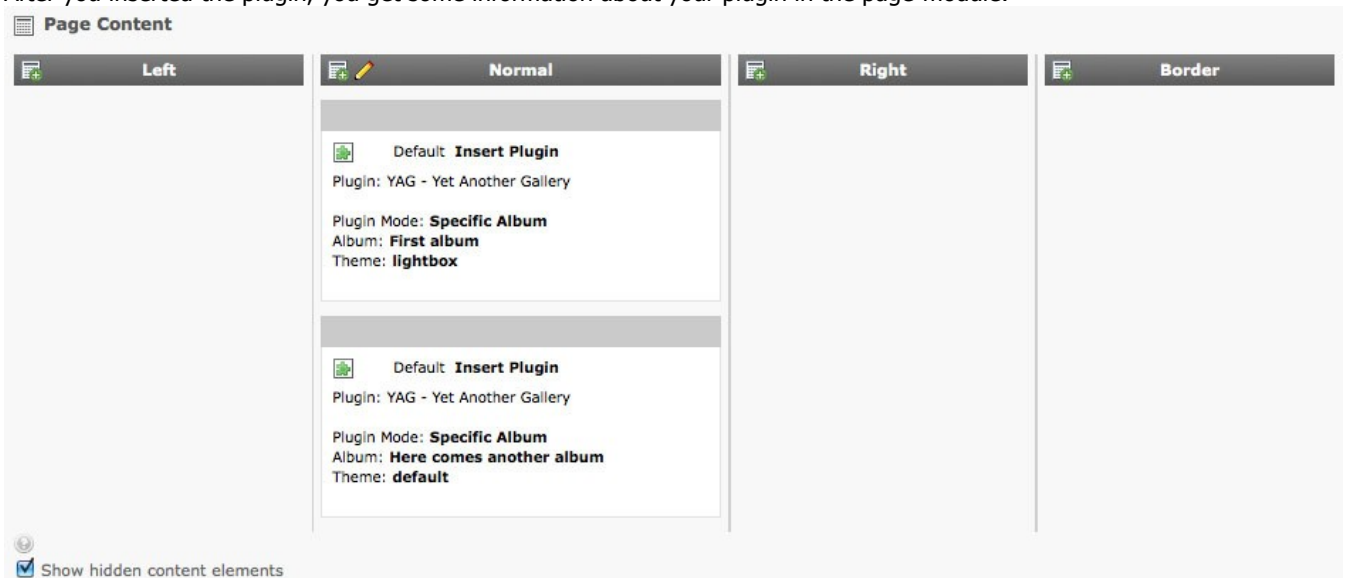 After you inserted the plugin, you get some information about your plugin in the page module.
Page Content
Left
Normal
Right
Border
Default Insert Plugin
Plugin: YAG - Yet Another Gallery
Plugin Mode: Specific Album
Album: First album
Theme: lightbox
Default Insert Plugin
Plugin: YAG - Yet Another Gallery
Plugin Mode: Specific Album
Album: Here comes another album
Theme: default
Show hidden content elements